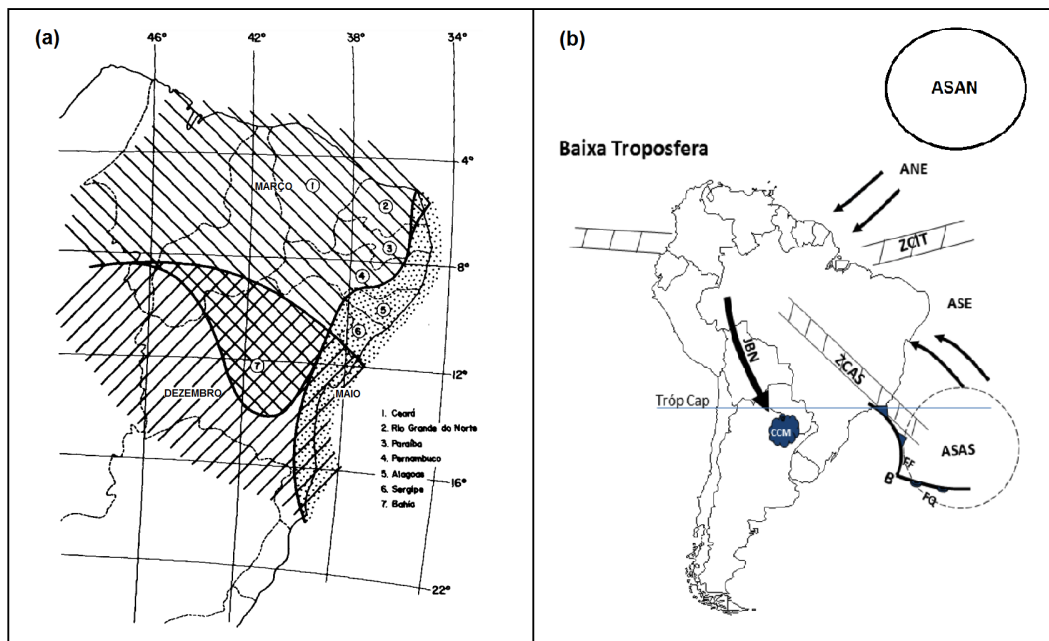 (a)
46°
42°
38°
34°
4°
MARÇO
1
2
3
8°
4
5
6
7
12°
DEZEMBRO
MAIO
1. Ceará
2. Rio Grande do Norte
3. Paraíba
4. Pernambuco
5. Alagoas
6. Sergipe
7. Bahia
16°
22°
(b)
ASAN
Baixa Troposfera
ANE
ZCIT
ASE
JBN
ZCAS
Tróp Cap
CCM
ASAS
FF
B
FQ